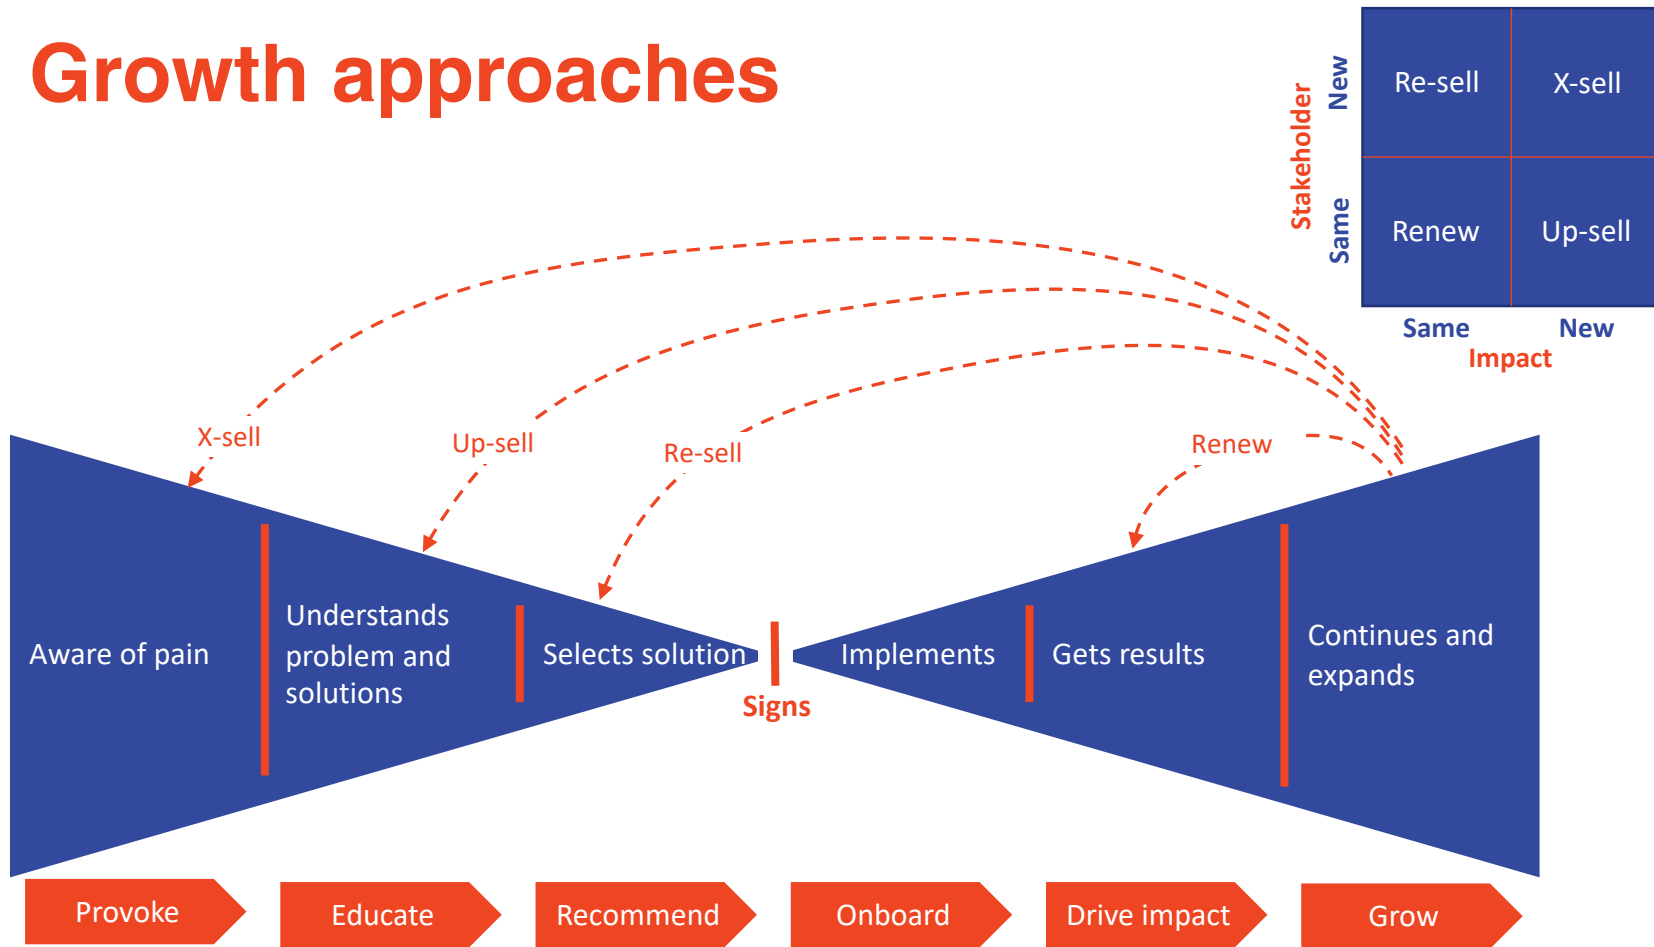 Growth approaches
Stakeholder
New
Same
Re-sell
X-sell
Renew
Up-sell
Same
New
Impact
X-sell
Up-sell
Re-sell
Renew
Aware of pain
Understands
problem and
solutions
Selects solution
Signs
Implements
Gets results
Continues and
expands
Provoke
Educate
Recommend
Onboard
Drive impact
Grow